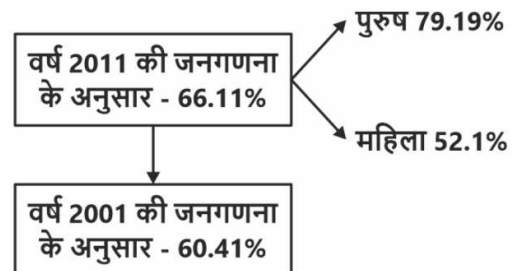 पुरुष 79.19%
वर्ष 2011 की जनगणना
के अनुसार - 66.11%
महिला 52.1%
वर्ष 2001 की जनगणना
के अनुसार - 60.41%